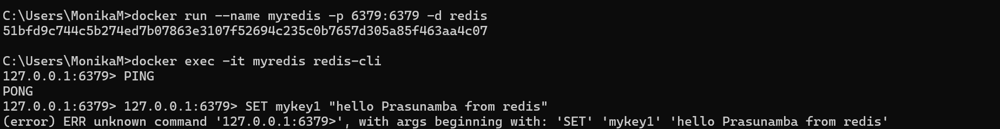 C:\Users\MonikaM>docker run --name myredis -p 6379:6379 -d redis
51bfd9c744c5b274ed7b07863e3107f52694c235c0b7657d305a85f463aa4c07
C:\Users\MonikaM>docker exec -it myredis redis-cli
127.0.0.1:6379> PING
PONG
127.0.0.1:6379> 127.0.0.1:6379> SET mykey1 "hello Prasunamba from redis"
(error) ERR unknown command '127.0.0.1:6379>', with args beginning with: 'SET' 'mykey1' 'hello Prasunamba from redis'